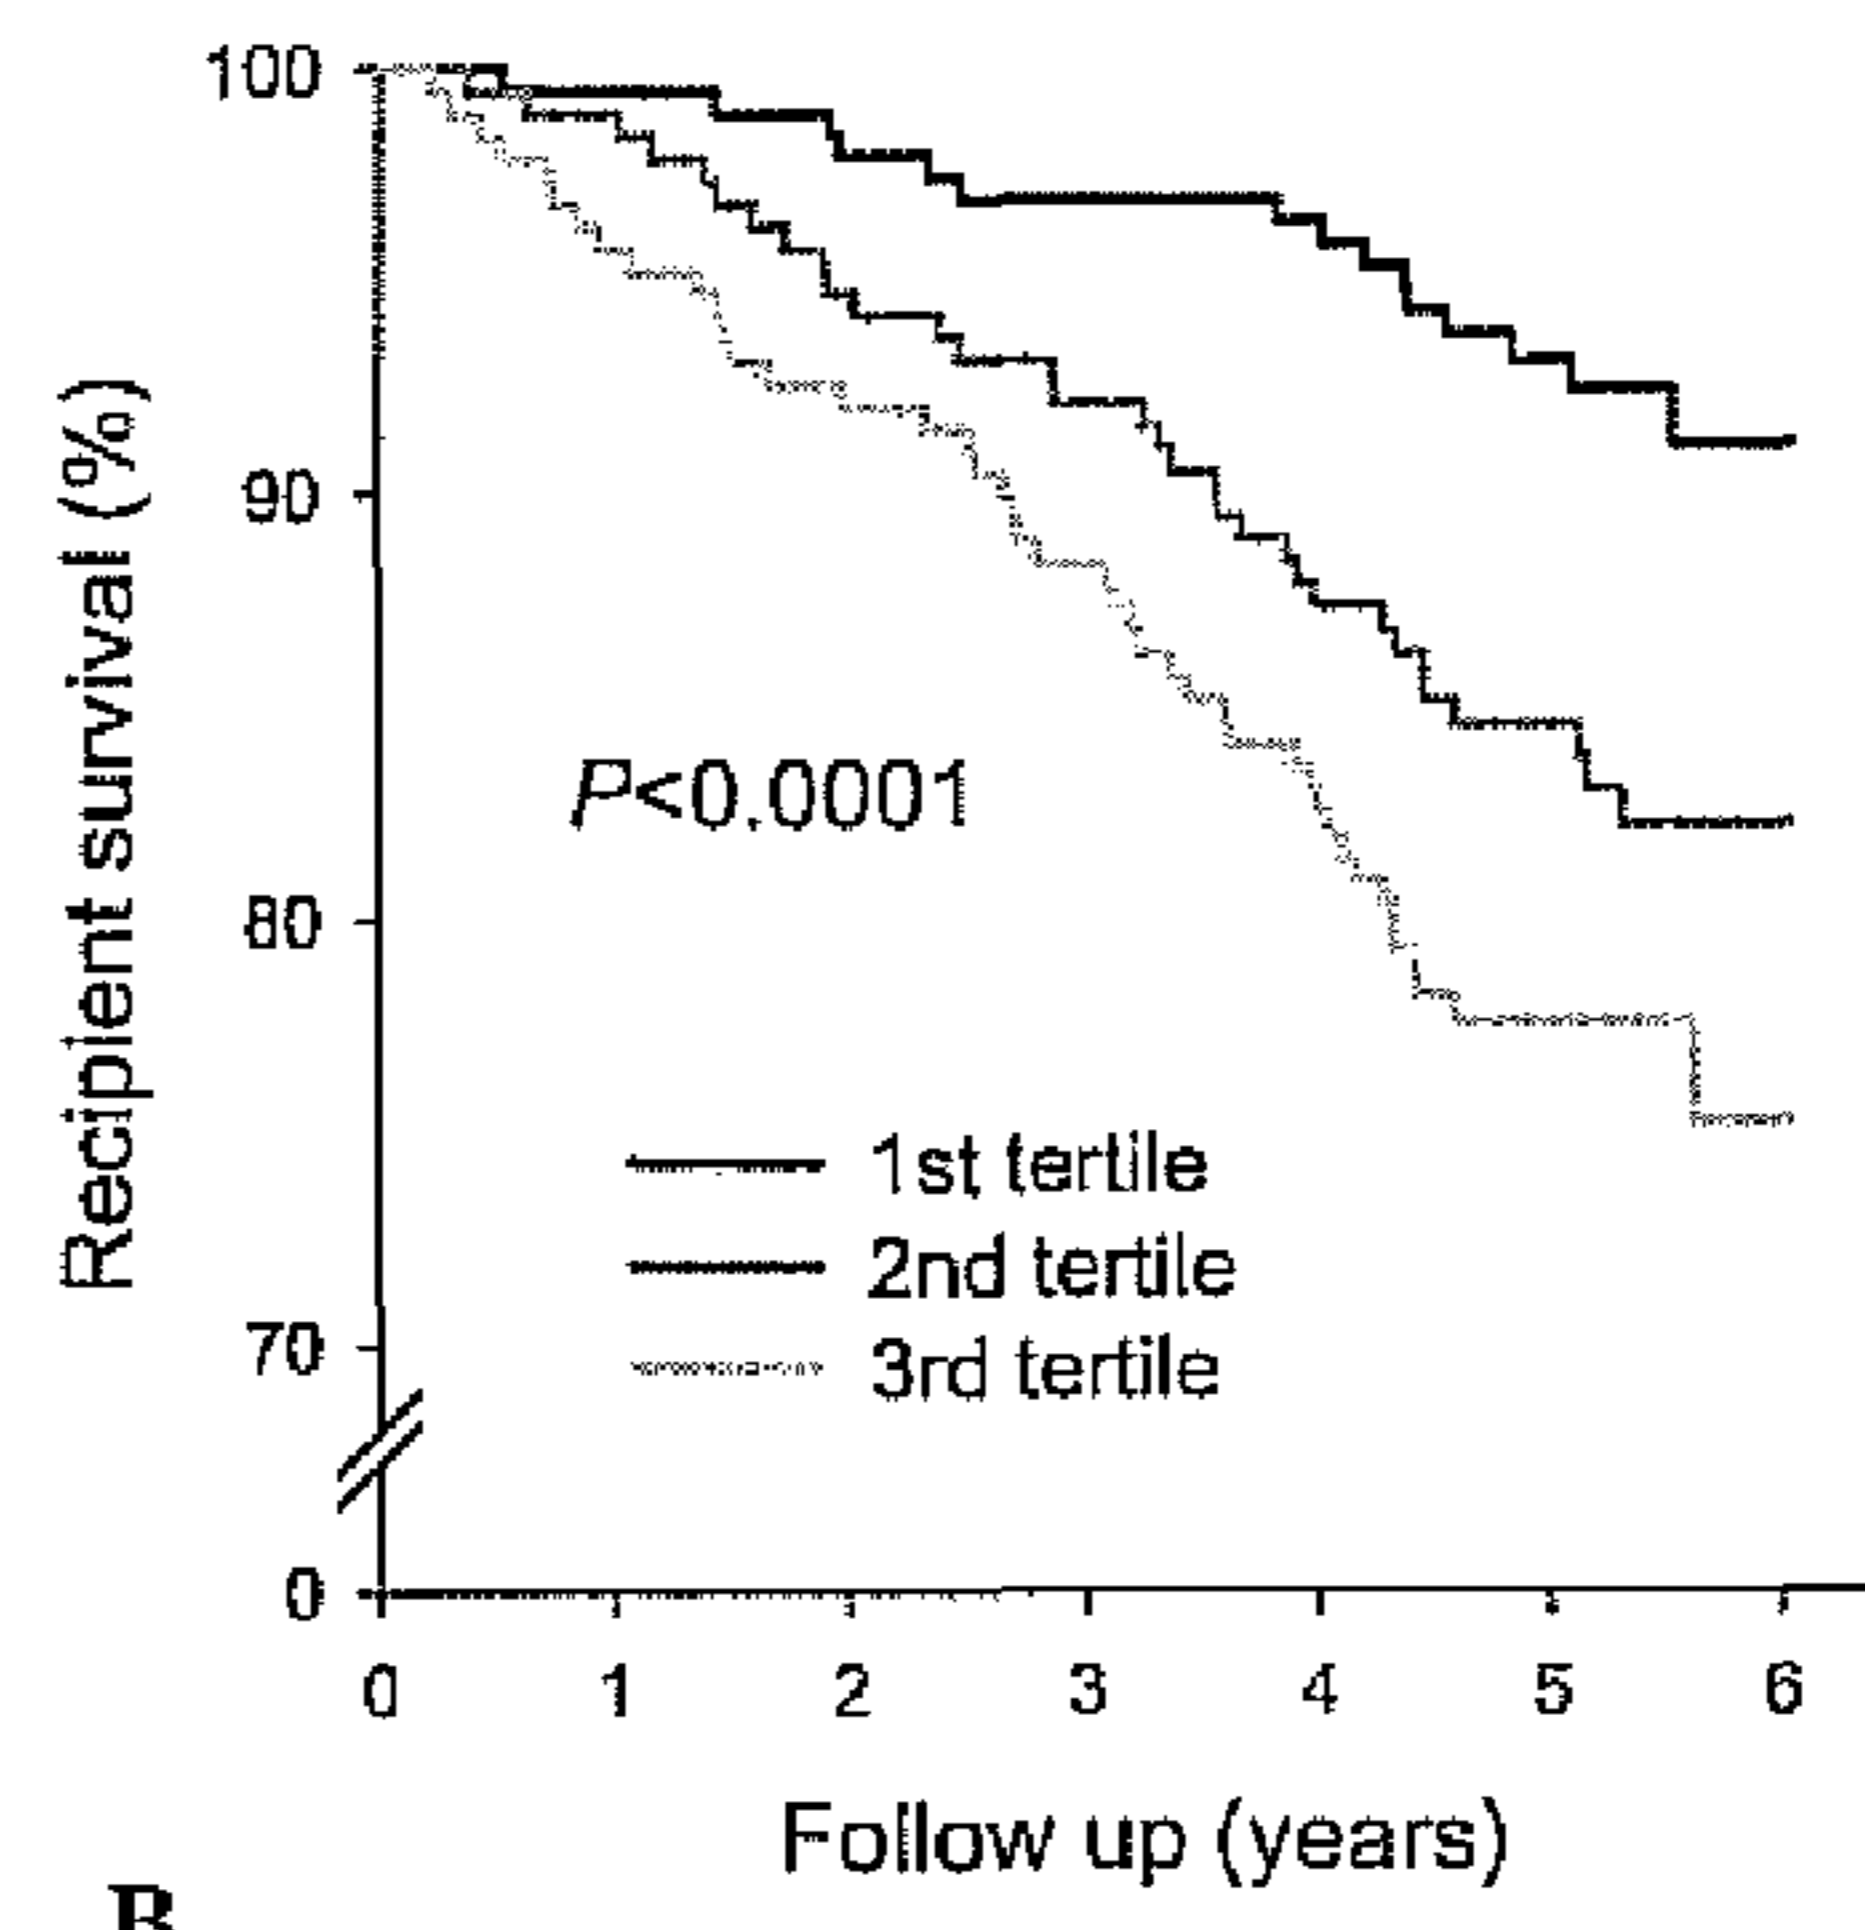 Recipient survival (%)
100
90
80
70
0
P<0.0001
1st tertile
2nd tertile
3rd tertile
0 1 2 3 4 5 6
Follow up (years)
B